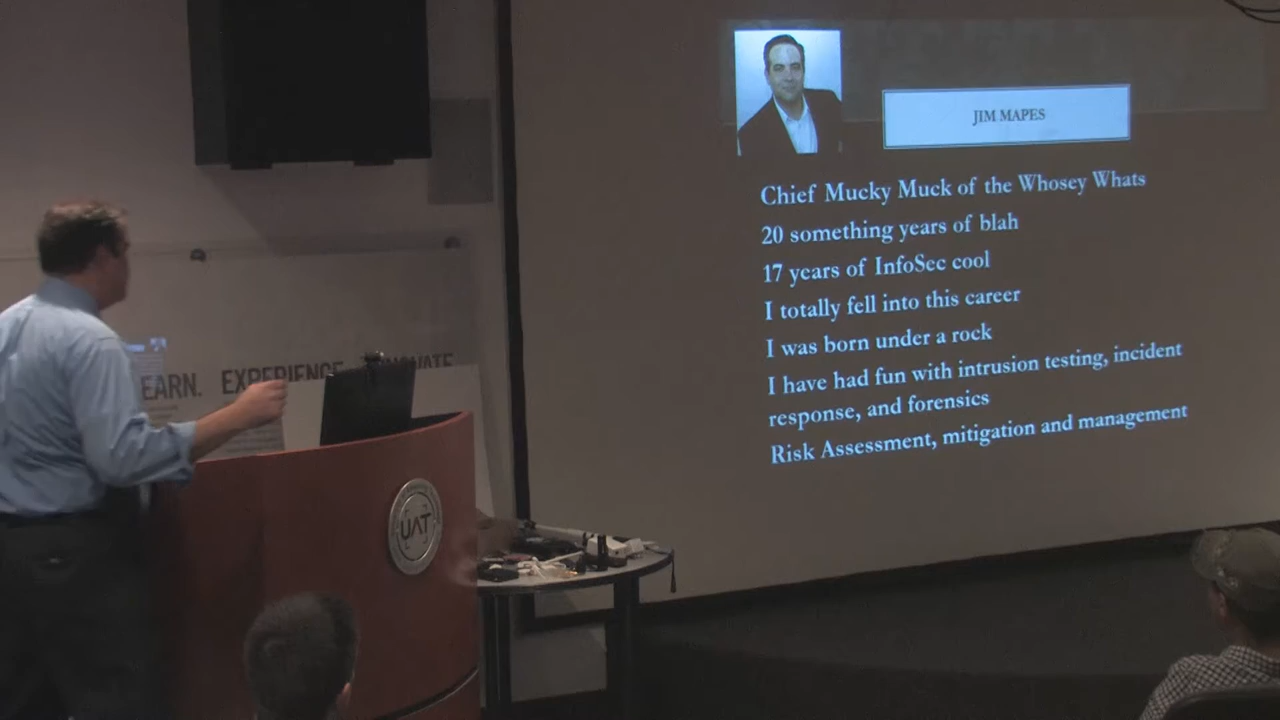 JIM MAPES
Chief Mucky Muck of the Whosey Whats
20 something years of blah
17 years of InfoSec cool
I totally fell into this career
I was born under a rock
I have had fun with intrusion testing, incident
response, and forensics
Risk Assessment, mitigation and management
EARN. EXPERIENCE
UAT